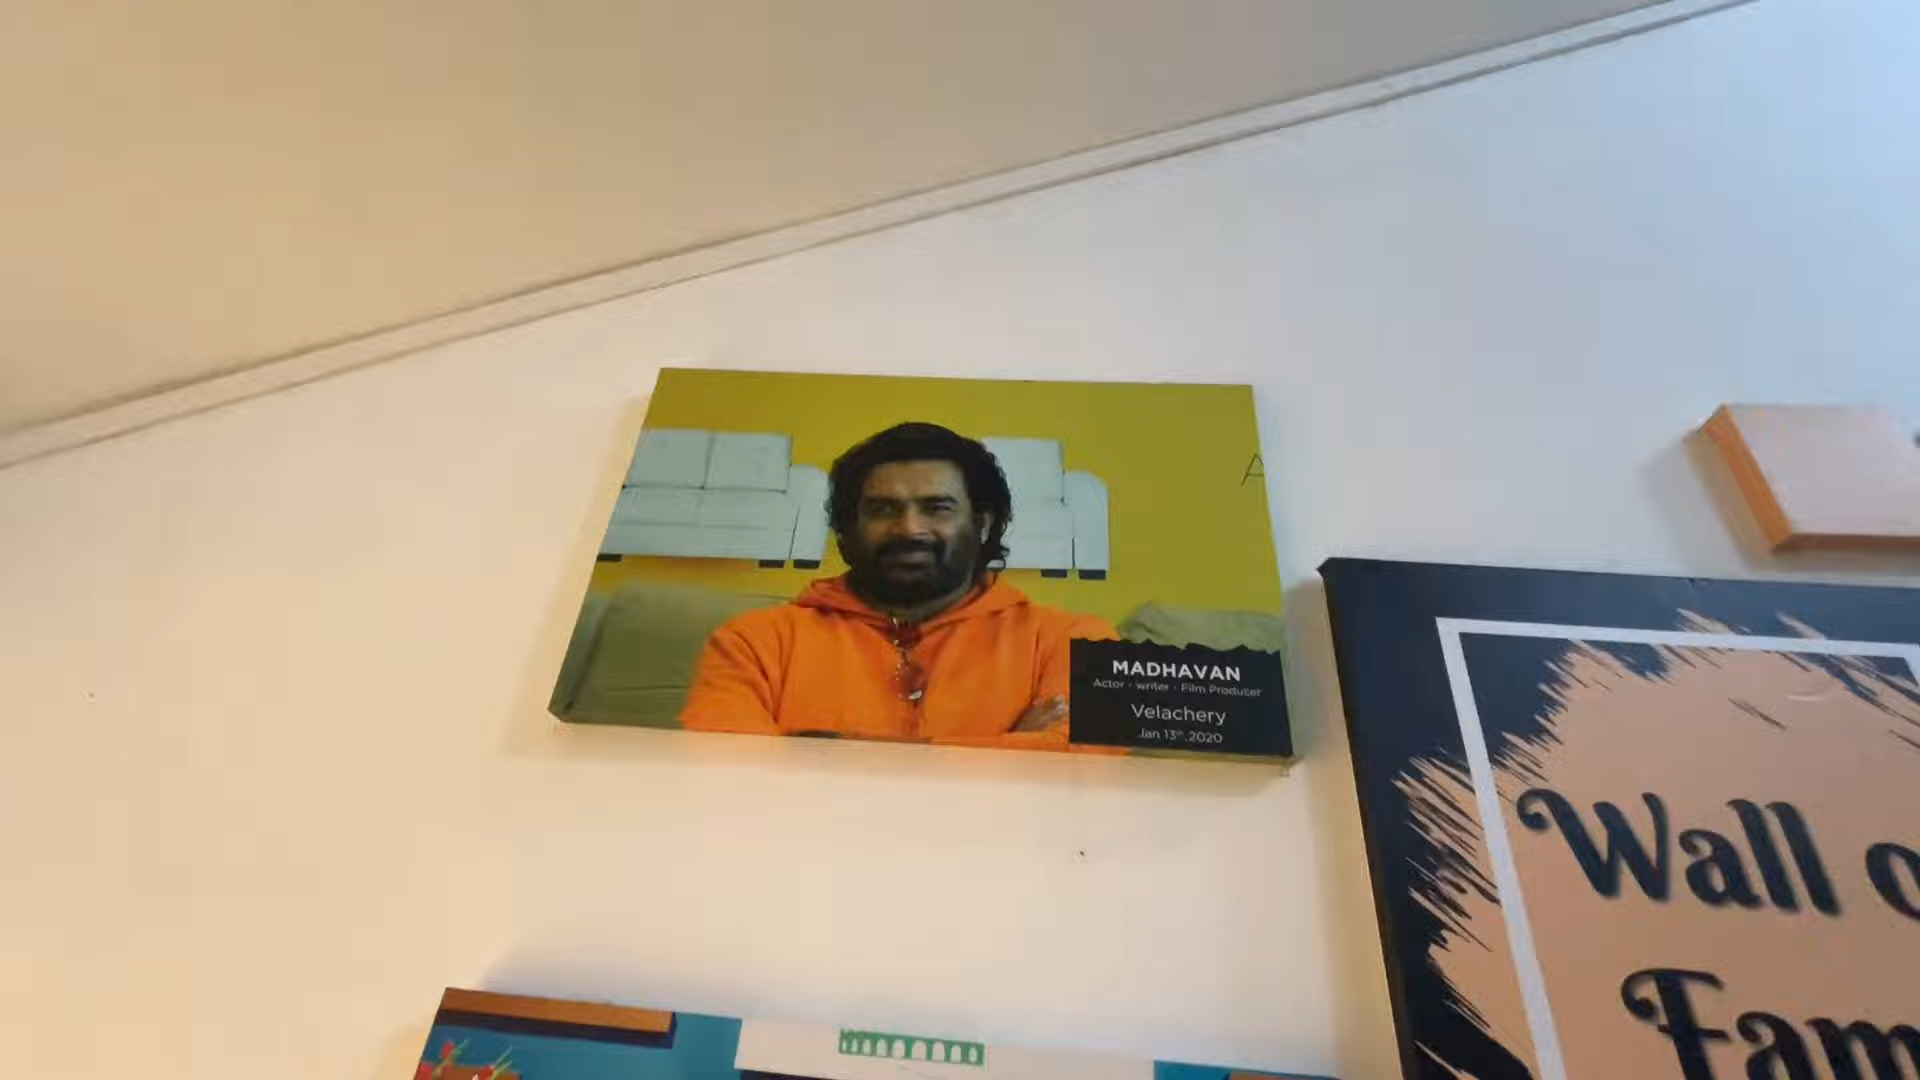 A
MADHAVAN
Actor - writer - Film Producer
Velachery
Jan 13th, 2020
Wall
Fam